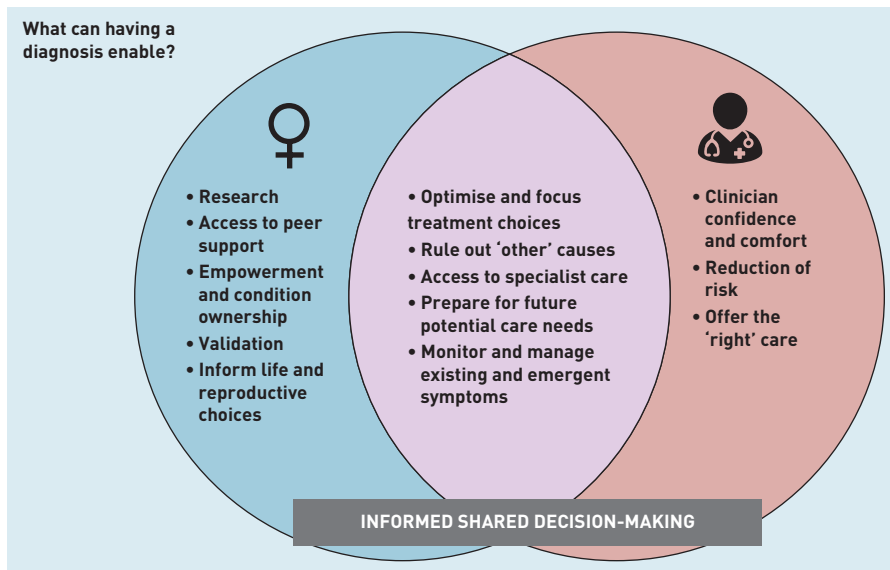 What can having a
diagnosis enable?
• Research
• Access to peer
support
• Empowerment
and condition
ownership
• Validation
• Inform life and
reproductive
choices
• Optimise and focus
treatment choices
• Rule out ‘other’ causes
• Access to specialist care
• Prepare for future
potential care needs
• Monitor and manage
existing and emergent
symptoms
• Clinician
confidence
and comfort
• Reduction of
risk
• Offer the
‘right’ care
INFORMED SHARED DECISION-MAKING